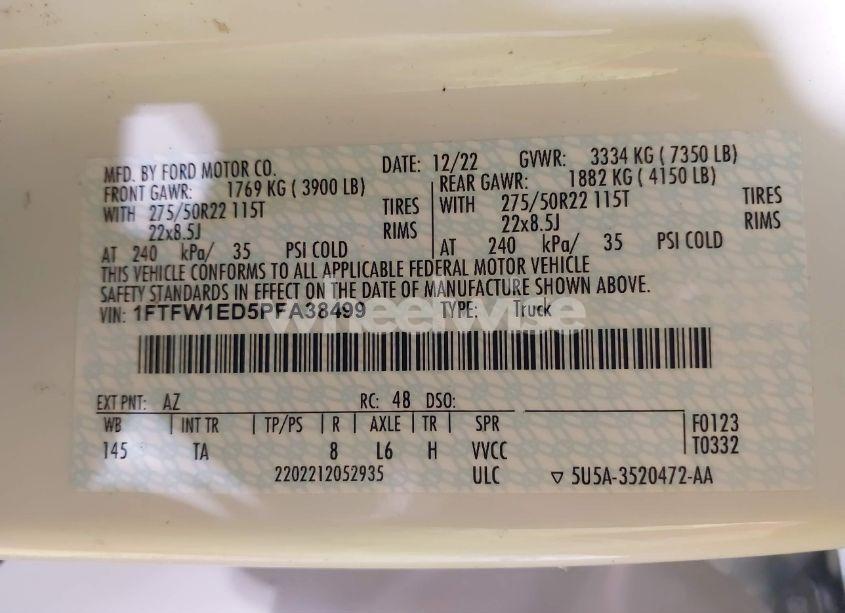 MFD. BY FORD MOTOR CO. DATE: 12/22 GVWR: 3334 KG ( 7350 LB)
FRONT GAWR: 1769 KG ( 3900 LB) REAR GAWR: 1882 KG ( 4150 LB)
WITH 275/50R22 115T TIRES WITH 275/50R22 115T TIRES
22x8.5J RIMS 22x8.5J RIMS
AT 240 kPa/ 35 PSI COLD AT 240 kPa/ 35 PSI COLD
THIS VEHICLE CONFORMS TO ALL APPLICABLE FEDERAL MOTOR VEHICLE
SAFETY STANDARDS IN EFFECT ON THE DATE OF MANUFACTURE SHOWN ABOVE.
VIN: 1FTFW1ED5PFA38499 TYPE: Truck
wheelwise
EXT PNT: AZ RC: 48 DSO:
WB INT TR TP/PS R AXLE TR SPR F0123
145 TA 8 L6 H VVCC T0332
2202212052935 ULC ▽ 5U5A-3520472-AA